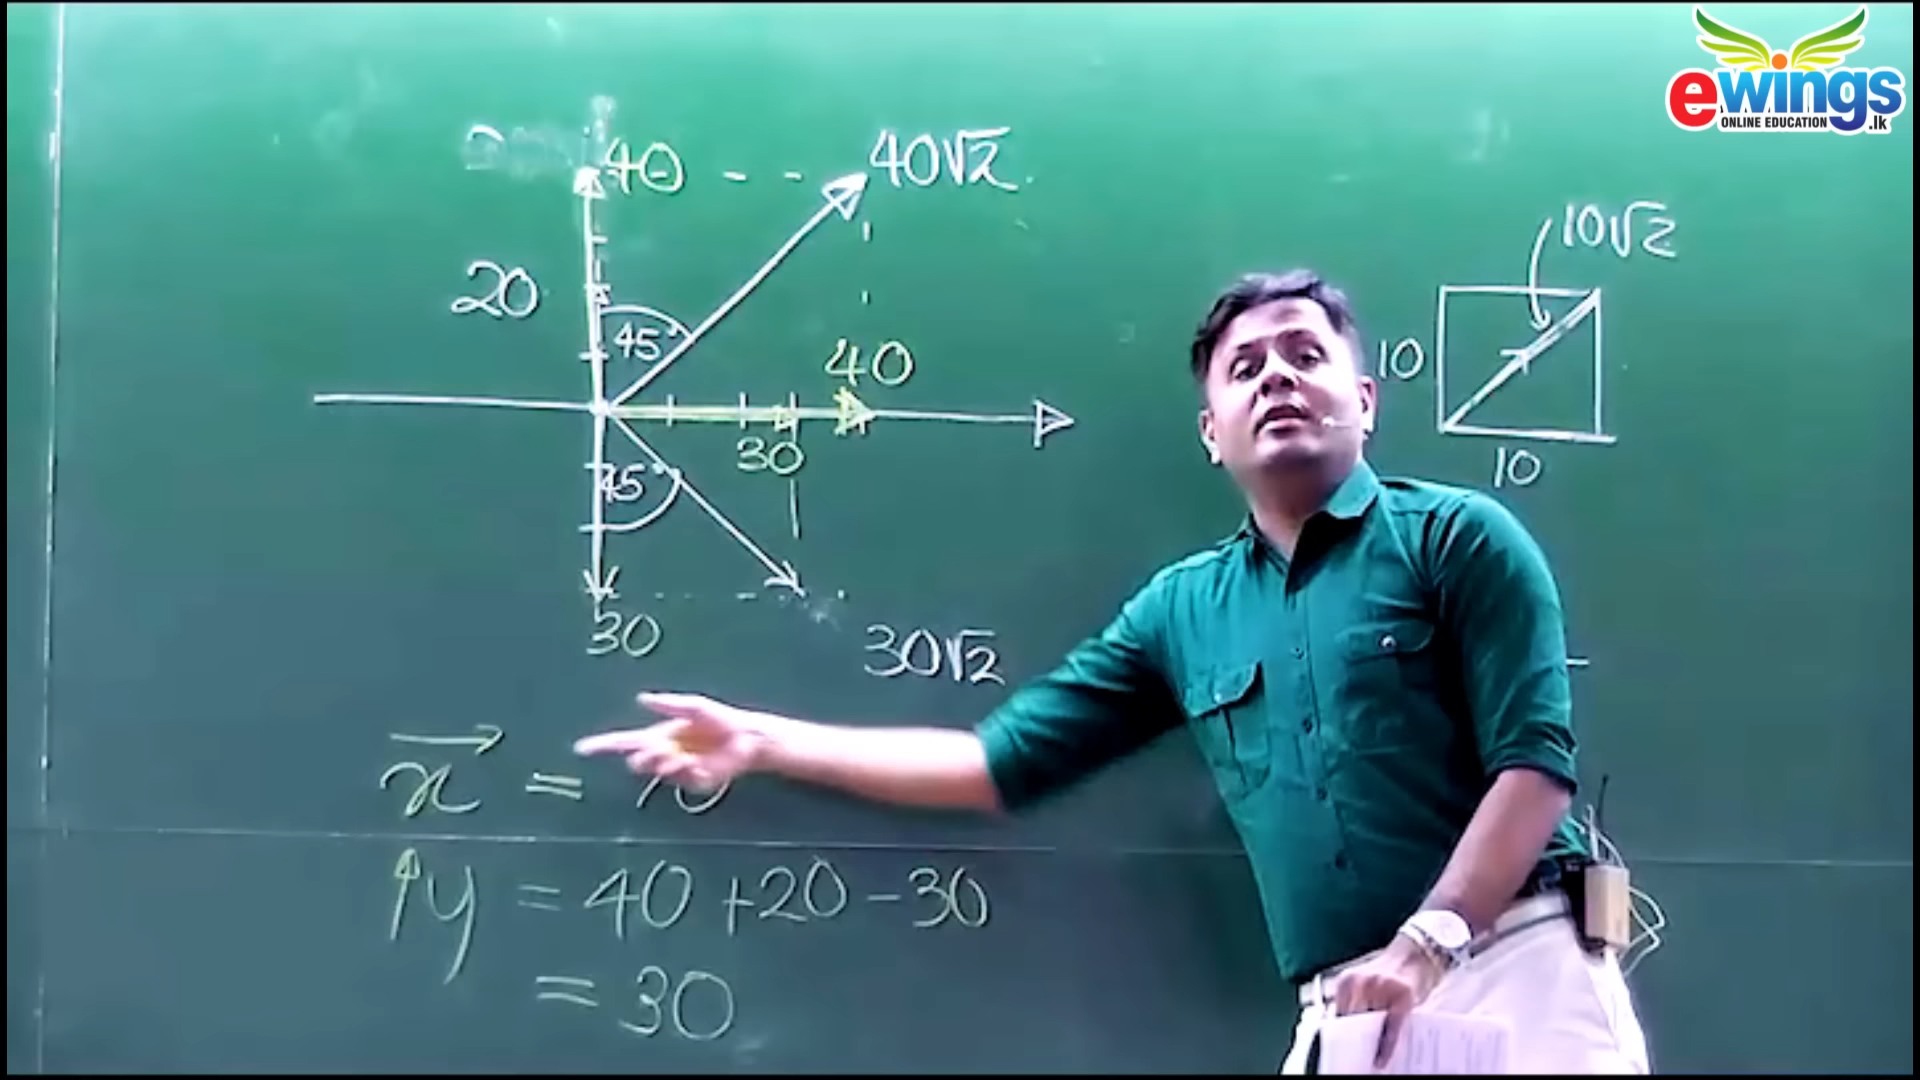 ewings
ONLINE EDUCATION
.lk
40
40√2
10√2
20
45°
40
10
30
45°
10
30
30√2
x = 70
y = 40 + 20 - 30
= 30